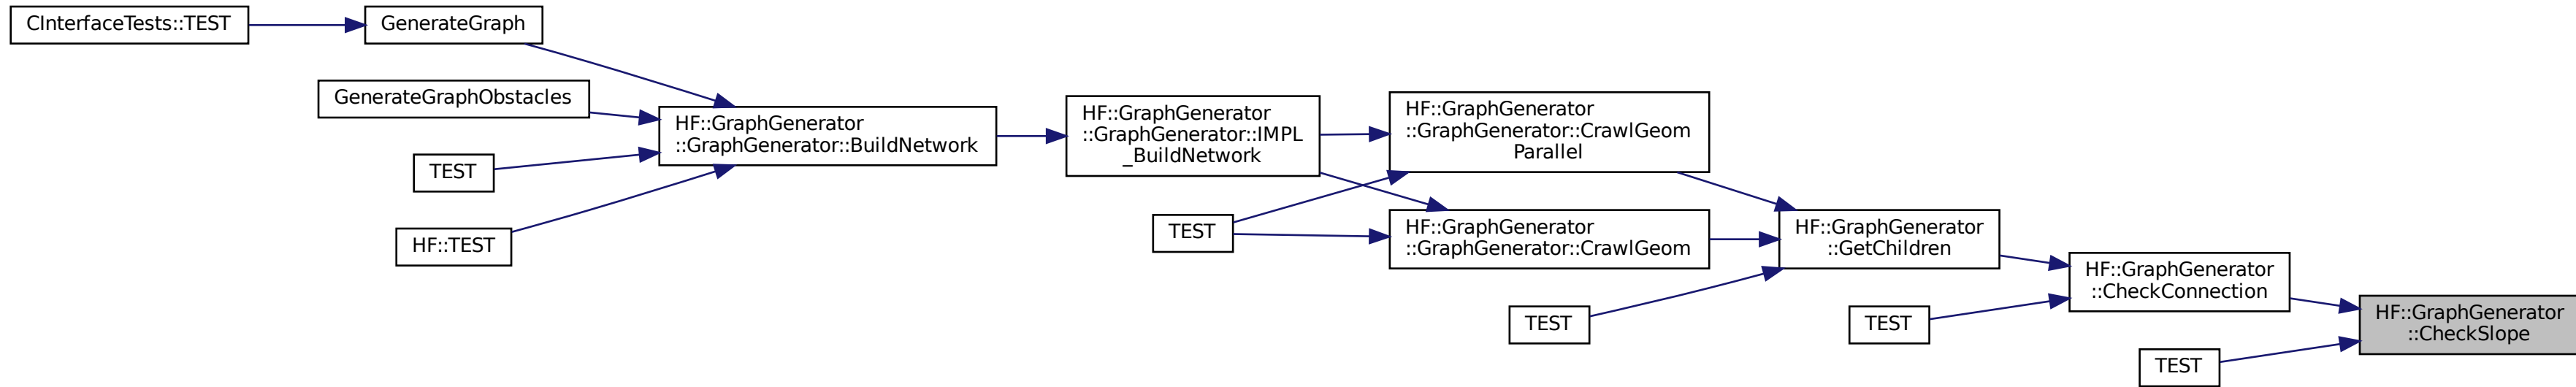 CInterfaceTests::TEST
GenerateGraph
GenerateGraphObstacles
TEST
HF::TEST
HF::GraphGenerator
::GraphGenerator::BuildNetwork
HF::GraphGenerator
::GraphGenerator::IMPL
_BuildNetwork
TEST
HF::GraphGenerator
::GraphGenerator::CrawlGeom
Parallel
HF::GraphGenerator
::GraphGenerator::CrawlGeom
TEST
HF::GraphGenerator
::GetChildren
TEST
HF::GraphGenerator
::CheckConnection
TEST
HF::GraphGenerator
::CheckSlope